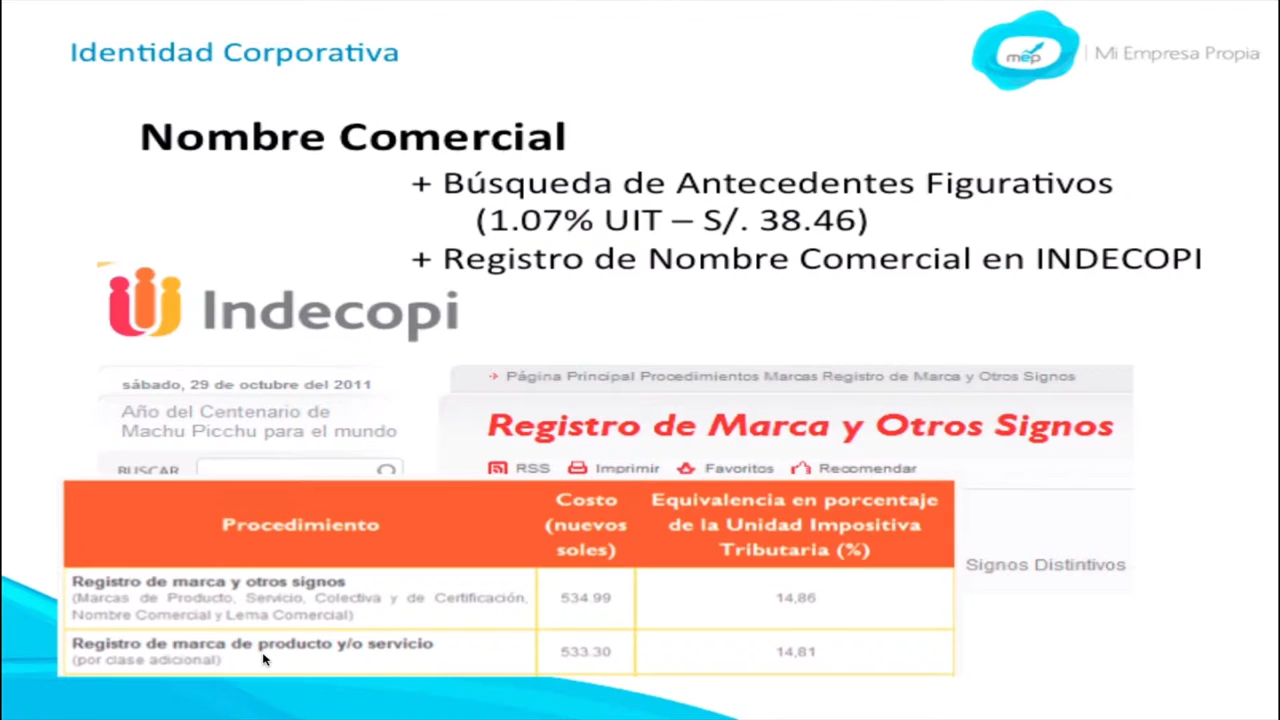 Identidad Corporativa
mep
Mi Empresa Propia
Nombre Comercial
+ Búsqueda de Antecedentes Figurativos
(1.07% UIT – S/. 38.46)
+ Registro de Nombre Comercial en INDECOPI
Indecopi
sábado, 29 de octubre del 2011
Año del Centenario de
Machu Picchu para el mundo
BUSCAR
Página Principal Procedimientos Marcas Registro de Marca y Otros Signos
Registro de Marca y Otros Signos
RSS Imprimir Favoritos Recomendar
Procedimiento
Costo
(nuevos
soles)
Equivalencia en porcentaje
de la Unidad Impositiva
Tributaria (%)
Registro de marca y otros signos
(Marcas de Producto, Servicio, Colectiva y de Certificación,
Nombre Comercial y Lema Comercial)
534.99
14,86
Registro de marca de producto y/o servicio
(por clase adicional)
533.30
14,81
Signos Distintivos